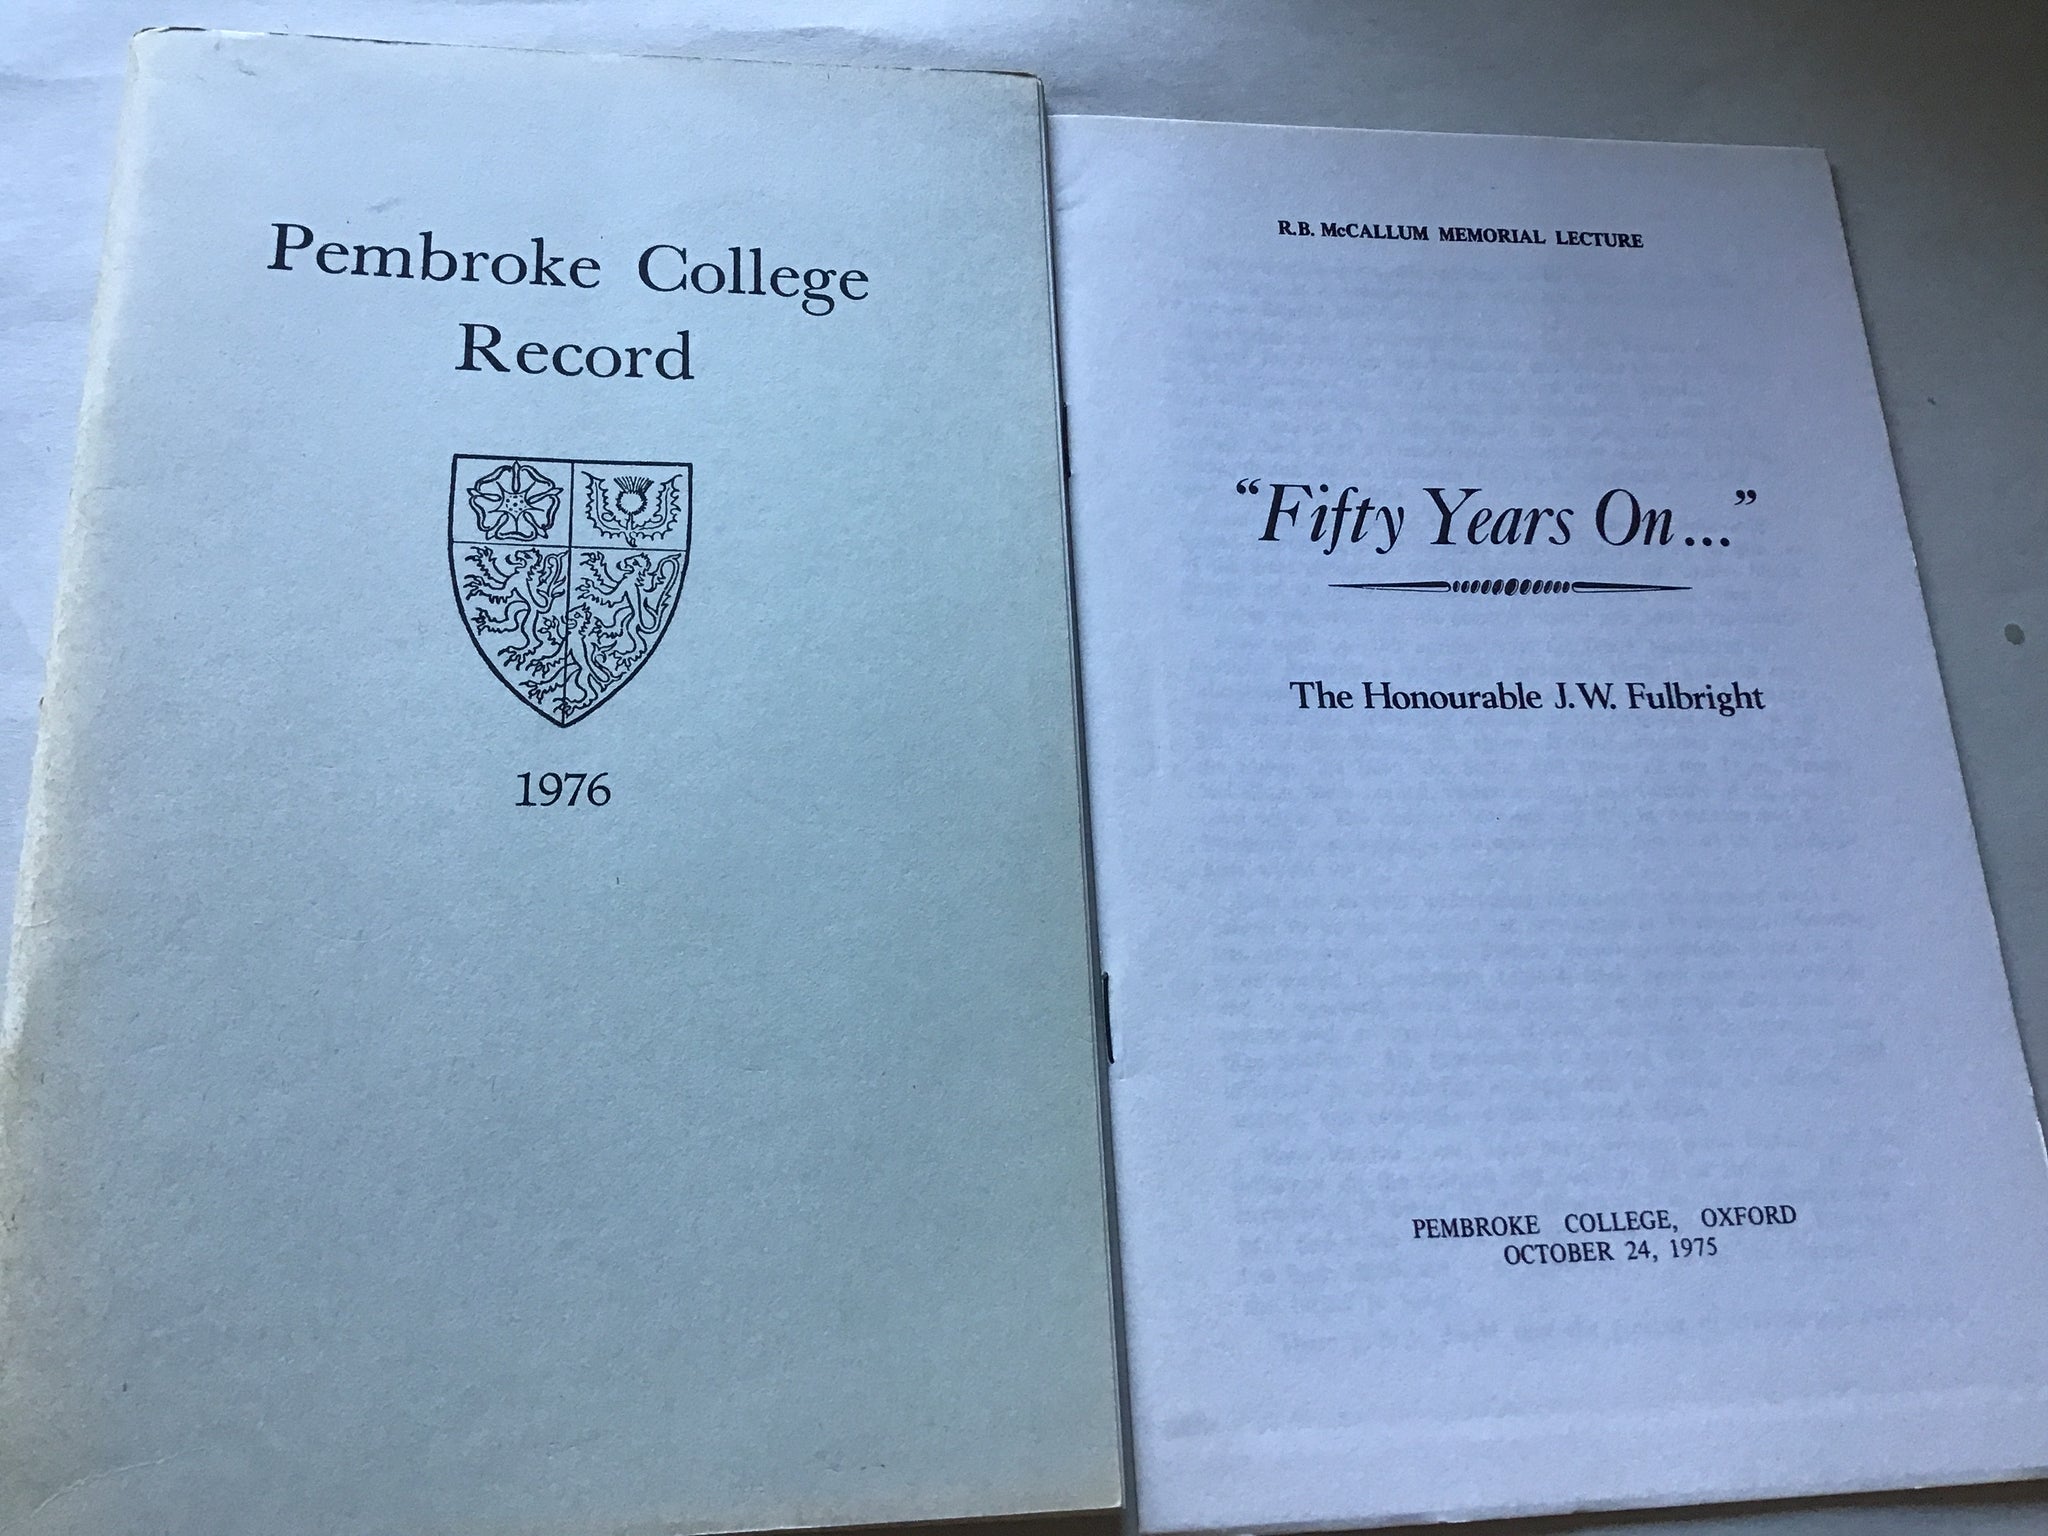 Pembroke College
Record
1976
R.B. McCALLUM MEMORIAL LECTURE
“Fifty Years On...”
The Honourable J.W. Fulbright
PEMBROKE COLLEGE, OXFORD
OCTOBER 24, 1975